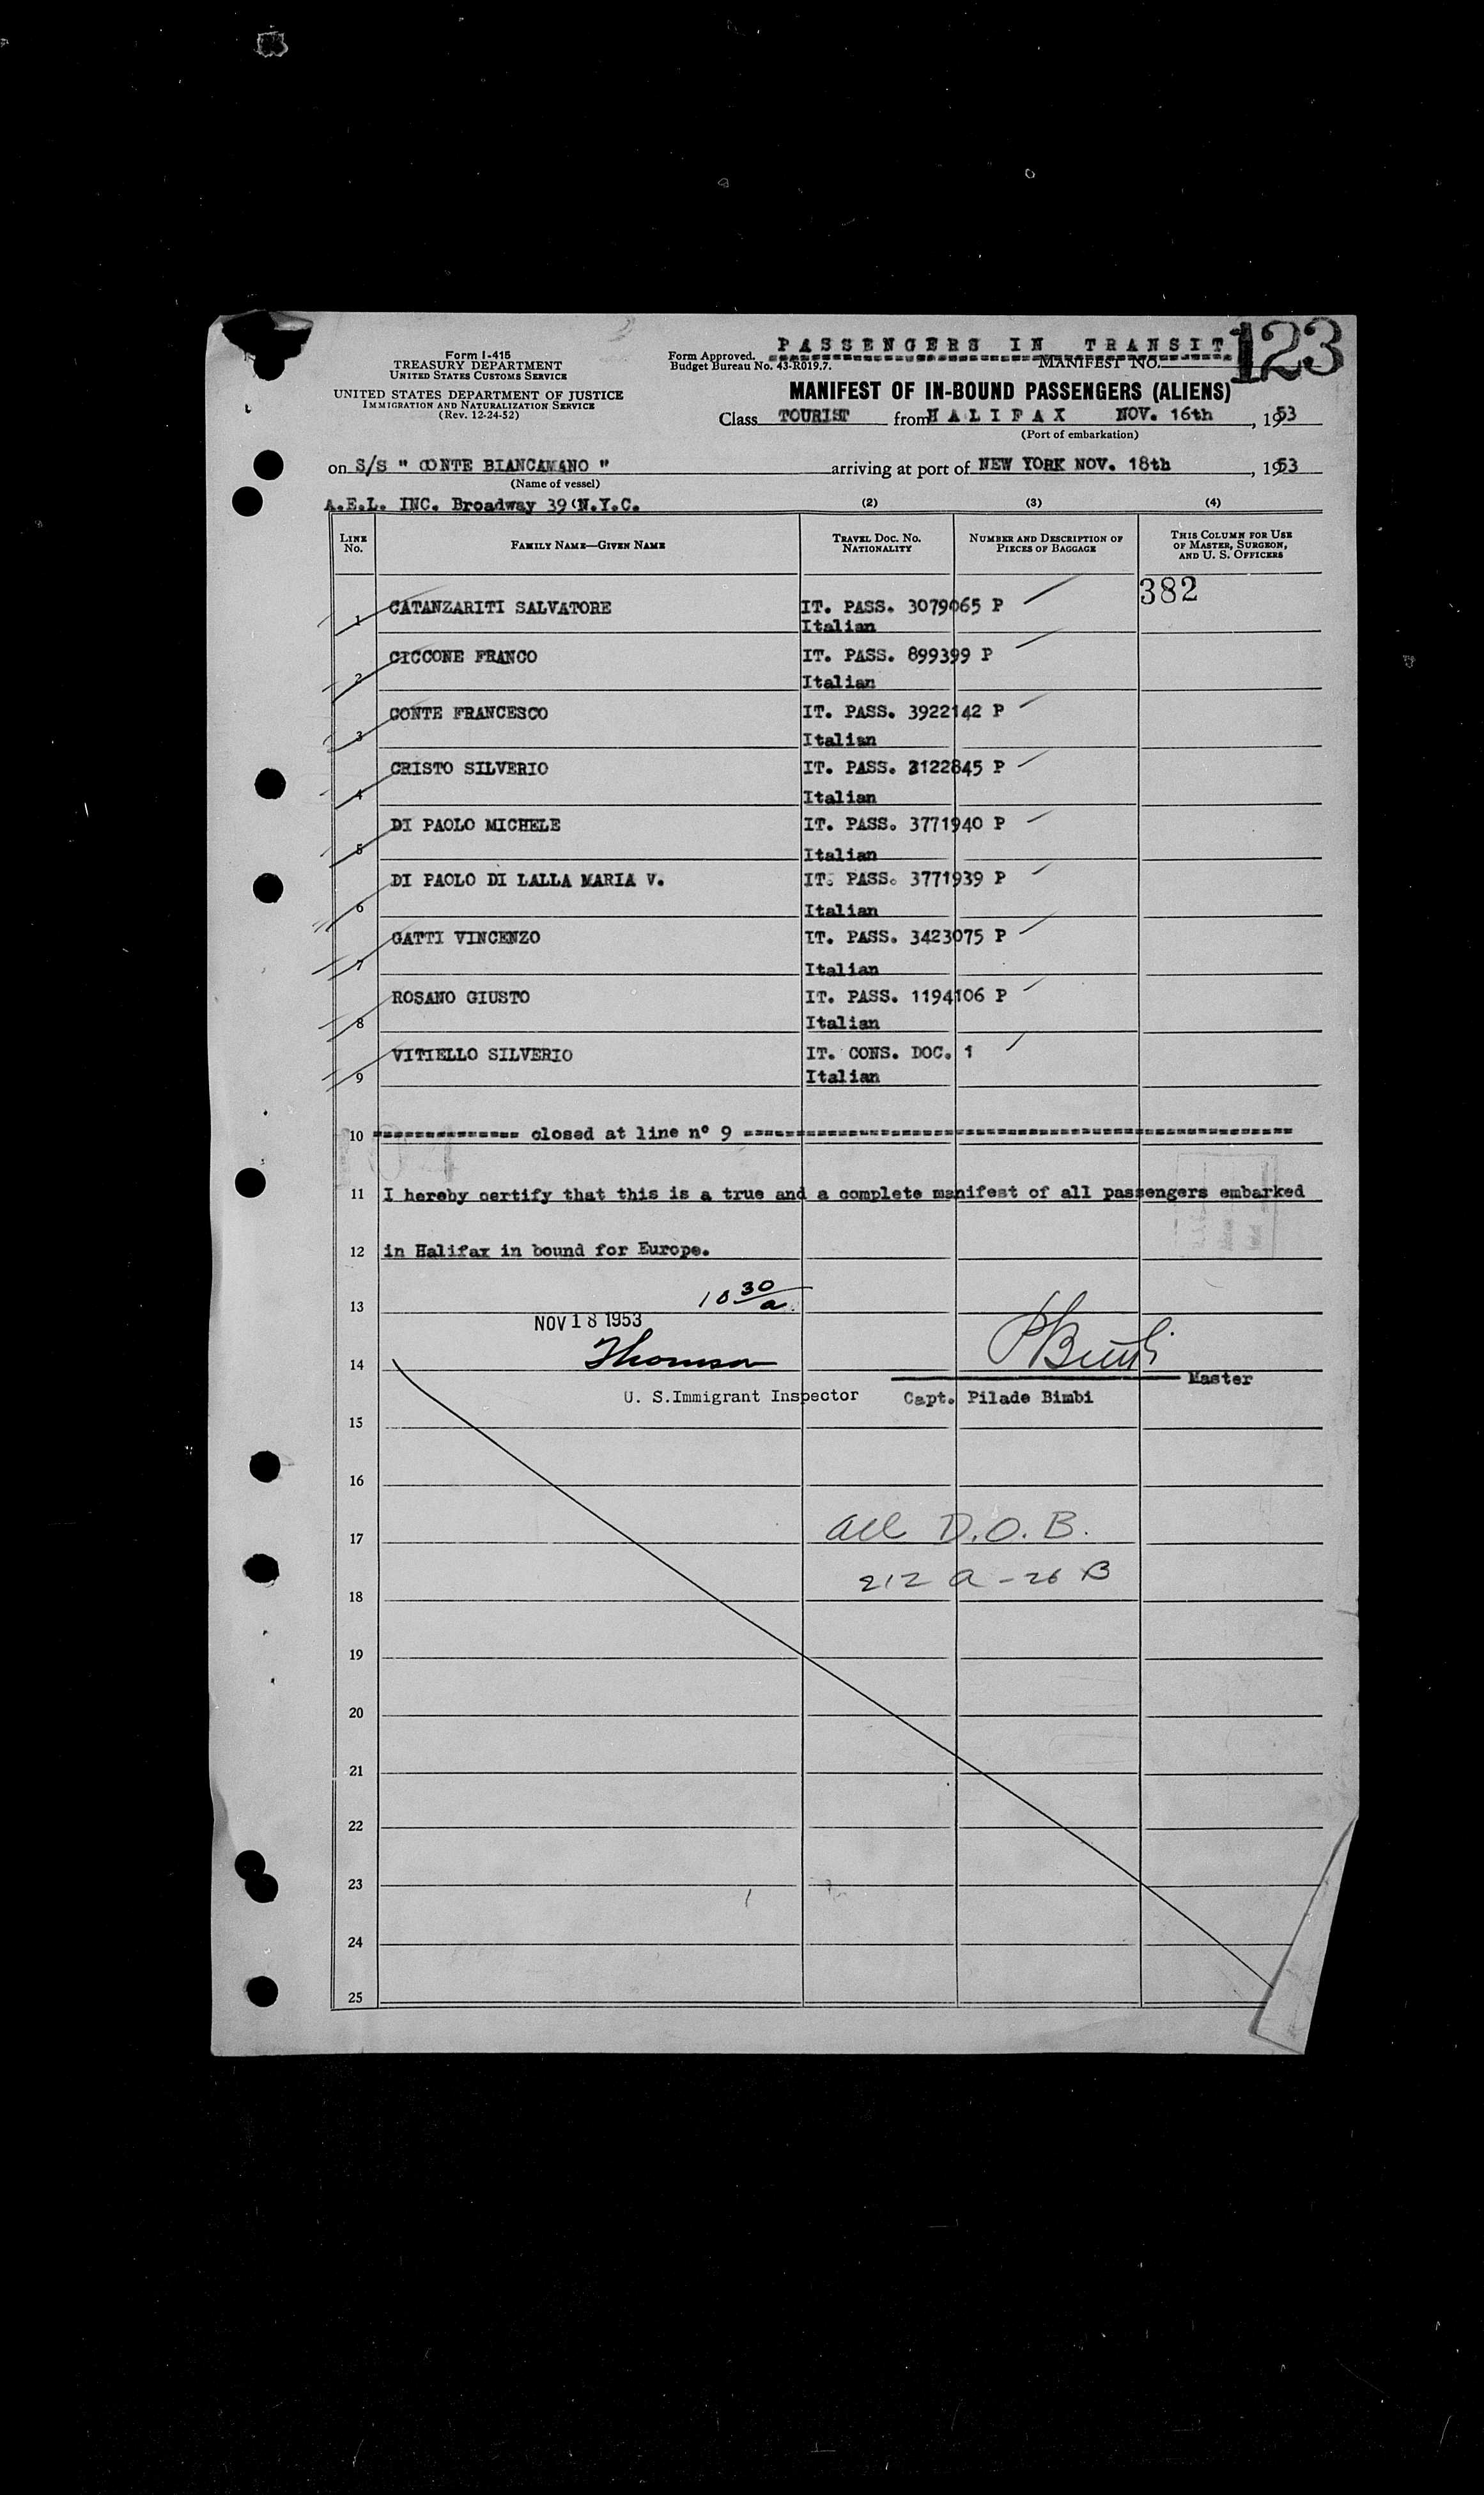 PASSENGERS IN TRANSIT
123
Form I-415
TREASURY DEPARTMENT
UNITED STATES CUSTOMS SERVICE
UNITED STATES DEPARTMENT OF JUSTICE
IMMIGRATION AND NATURALIZATION SERVICE
(Rev. 12-24-52)
Form Approved.
Budget Bureau No. 43-R019.7.
MANIFEST NO.
MANIFEST OF IN-BOUND PASSENGERS (ALIENS)
Class TOURIST from HALIFAX NOV. 16th, 1953
(Port of embarkation)
on S/S " CONTE BIANCAMANO " arriving at port of NEW YORK NOV. 18th, 1953
(Name of vessel)
A.E.L. INC. Broadway 39 (N.Y.C. (2) (3) (4)
LINE No. FAMILY NAME—GIVEN NAME TRAVEL DOC. NO. NATIONALITY NUMBER AND DESCRIPTION OF PIECES OF BAGGAGE THIS COLUMN FOR USE OF MASTER, SURGEON, AND U. S. OFFICERS
382
1 CATANZARITI SALVATORE IT. PASS. 3079065 P
Italian
2 CICCONE FRANCO IT. PASS. 899399 P
Italian
3 CONTE FRANCESCO IT. PASS. 3922142 P
Italian
4 CRISTO SILVERIO IT. PASS. 3122845 P
Italian
5 DI PAOLO MICHELE IT. PASS. 3771940 P
Italian
6 DI PAOLO DI LALLA MARIA V. IT. PASS. 3771939 P
Italian
7 GATTI VINCENZO IT. PASS. 3423075 P
Italian
8 ROSANO GIUSTO IT. PASS. 1194106 P
Italian
9 VITIELLO SILVERIO IT. CONS. DOC. 1
Italian
10 ============== closed at line n° 9 ==============
11 I hereby certify that this is a true and a complete manifest of all passengers embarked
12 in Halifax in bound for Europe.
13 10 30/a.
NOV 18 1953
14 Thomson
Master
U. S.Immigrant Inspector Capt. Pilade Bimbi
15
16
17 all D.O.B.
18 212 a - 26 B
19
20
21
22
23
24
25